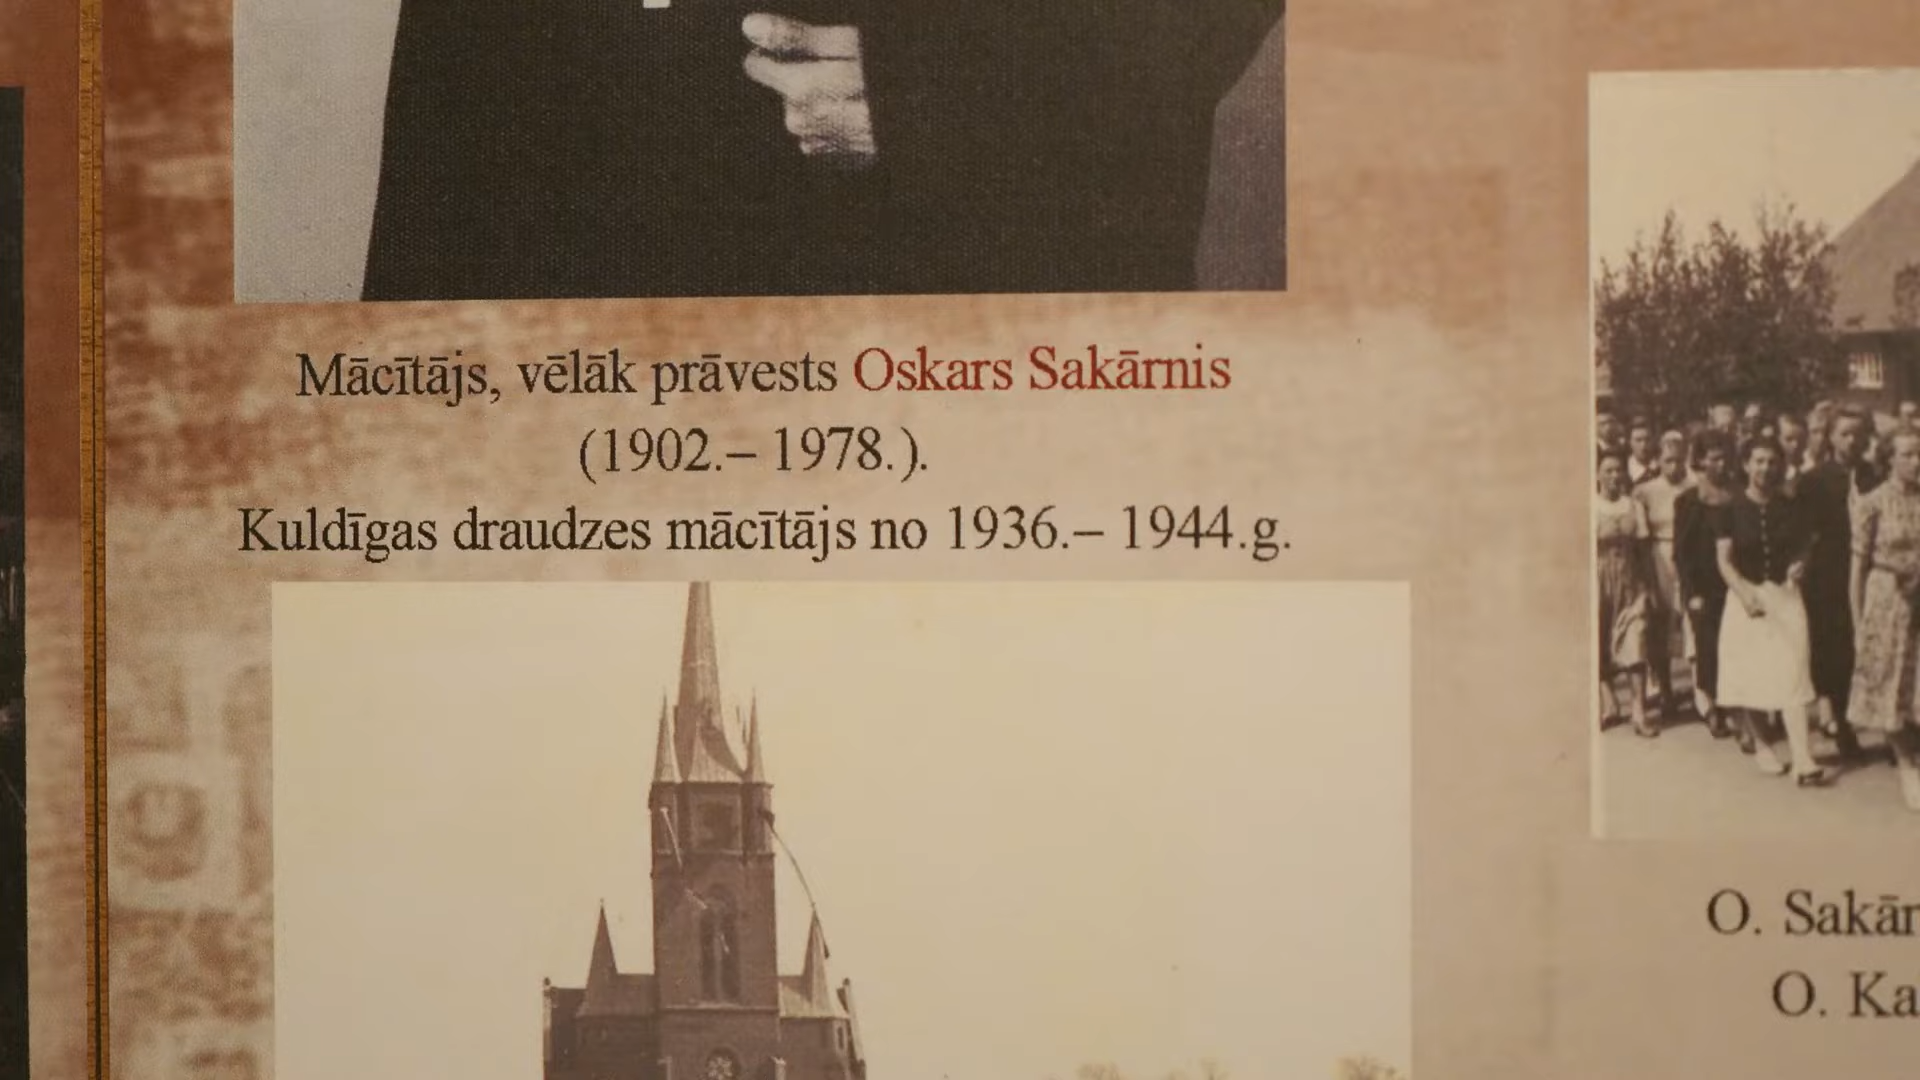 Mācītājs, vēlāk prāvests Oskars Sakārnis
(1902.– 1978.).
Kuldīgas draudzes mācītājs no 1936.– 1944.g.
O. Sakār
O. Ka